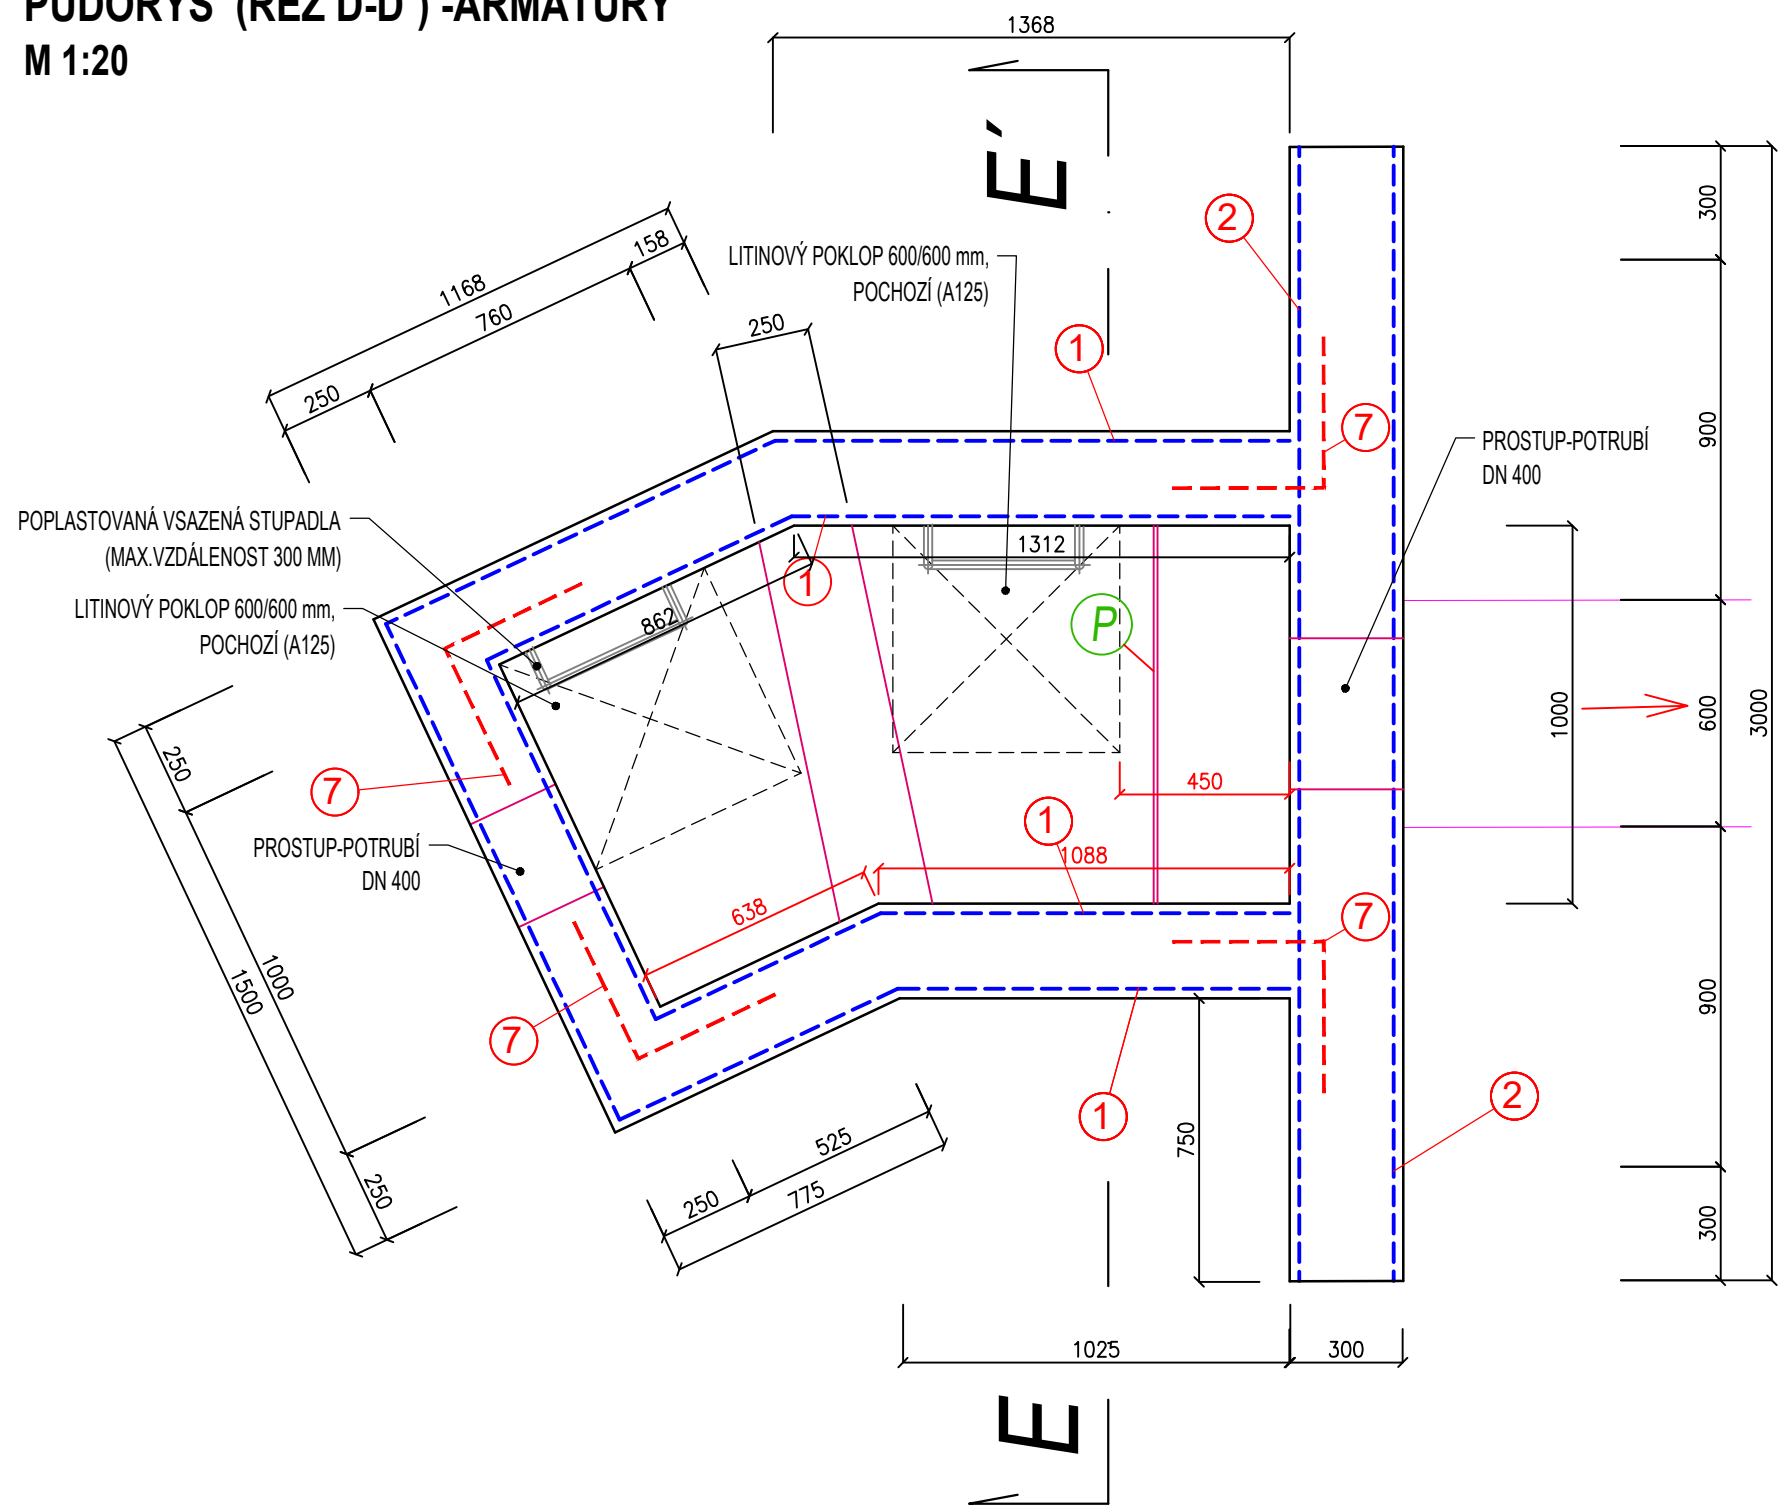 PŮDORYS (ŘEZ D-D´) -ARMATURY
M 1:20
1368
E´
300
2
158
1168
LITINOVÝ POKLOP 600/600 mm,
POCHOZÍ (A125)
760
250
1
250
900
7
PROSTUP-POTRUBÍ
DN 400
POPLASTOVANÁ VSAZENÁ STUPADLA
(MAX.VZDÁLENOST 300 MM)
1312
1
LITINOVÝ POKLOP 600/600 mm,
POCHOZÍ (A125)
862
P
1000
600
3000
250
7
450
1
PROSTUP-POTRUBÍ
DN 400
1088
638
7
1000
1500
900
7
2
1
525
750
250
775
250
300
1025
300
E